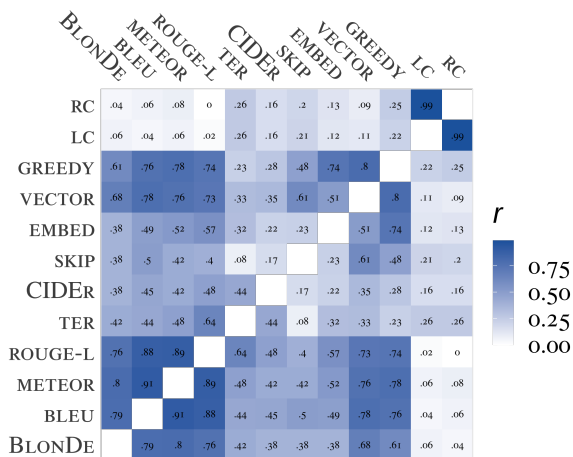 BLONDE BLEU METEOR ROUGE-L TER CIDER SKIP EMBED VECTOR GREEDY LC RC
RC .04 .06 .08 0 .26 .16 .2 .13 .09 .25 .99
LC .06 .04 .06 .02 .26 .16 .21 .12 .11 .22 .99
GREEDY .61 .76 .78 .74 .23 .28 .48 .74 .8 .22 .25
VECTOR .68 .78 .76 .73 .33 .35 .61 .51 .8 .11 .09
EMBED .38 .49 .52 .57 .32 .22 .23 .51 .74 .12 .13
SKIP .38 .5 .42 .4 .08 .17 .23 .61 .48 .21 .2
CIDER .38 .45 .42 .48 .44 .17 .22 .35 .28 .16 .16
TER .42 .44 .48 .64 .44 .08 .32 .33 .23 .26 .26
ROUGE-L .76 .88 .89 .64 .48 .4 .57 .73 .74 .02 0
METEOR .8 .91 .89 .48 .42 .42 .52 .76 .78 .06 .08
BLEU .79 .91 .88 .44 .45 .5 .49 .78 .76 .04 .06
BLONDE .79 .8 .76 .42 .38 .38 .38 .68 .61 .06 .04
r
0.75
0.50
0.25
0.00